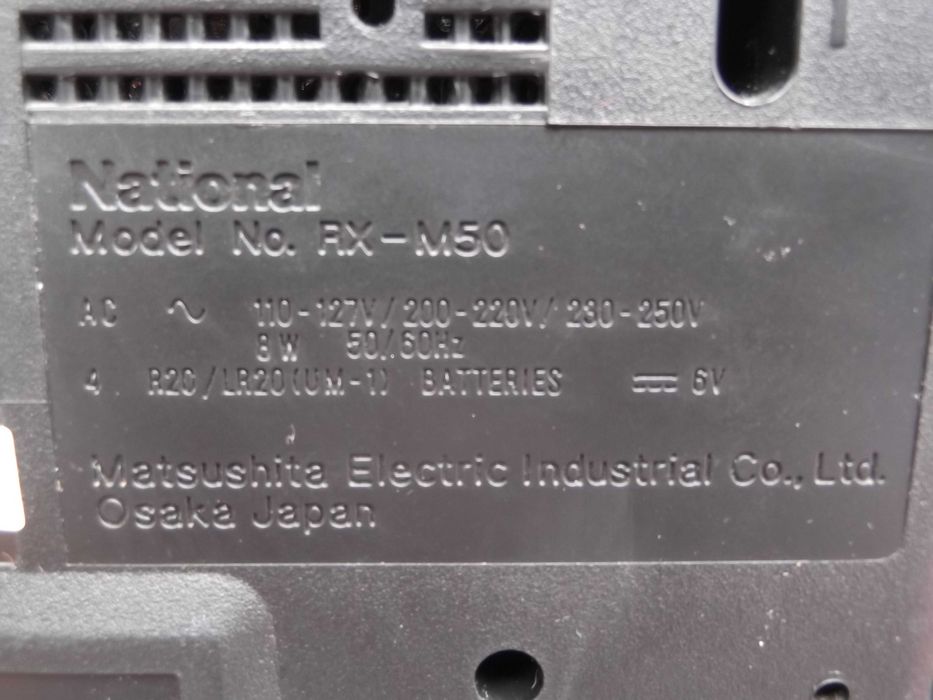 National
Model No. RX-M50
AC ～ 110-127V/200-220V/230-250V
8W 50/60Hz
4 R20/LR20(UM-1) BATTERIES ⎓ 6V
Matsushita Electric Industrial Co., Ltd.
Osaka Japan